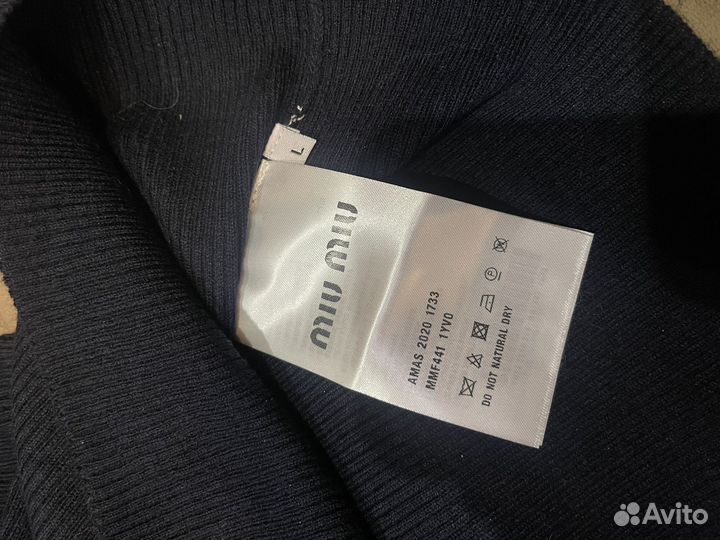 L
miu miu
AMAS 2020 1733
MMF441 1YV0
P
DO NOT NATURAL DRY
Avito